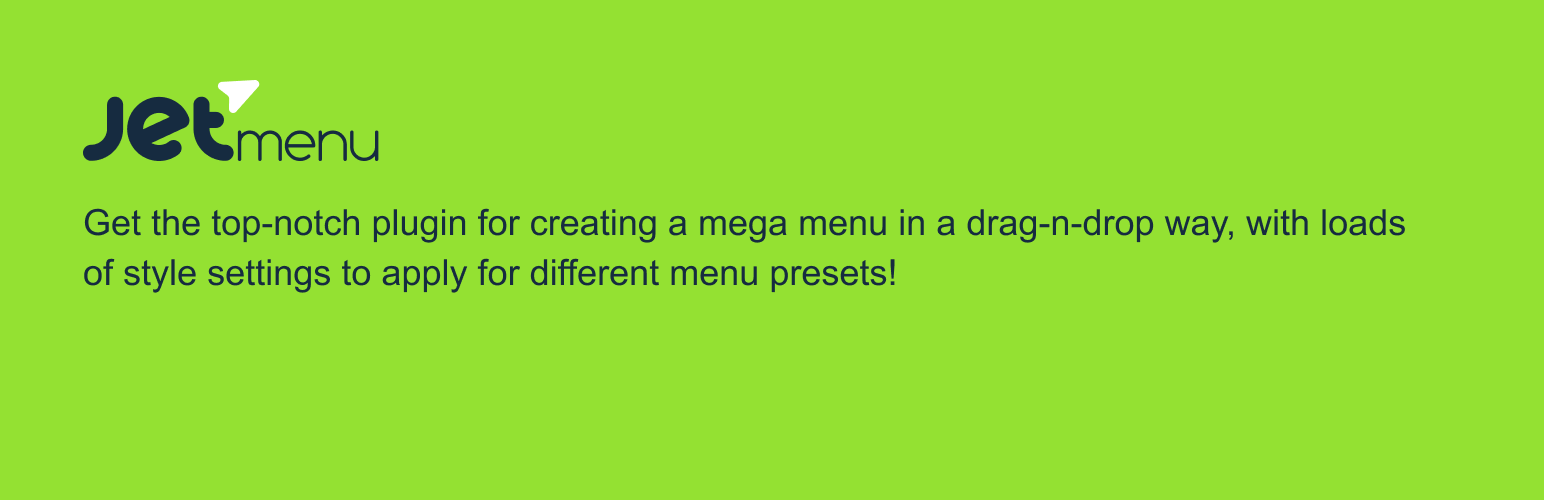 Jetmenu
Get the top-notch plugin for creating a mega menu in a drag-n-drop way, with loads
of style settings to apply for different menu presets!